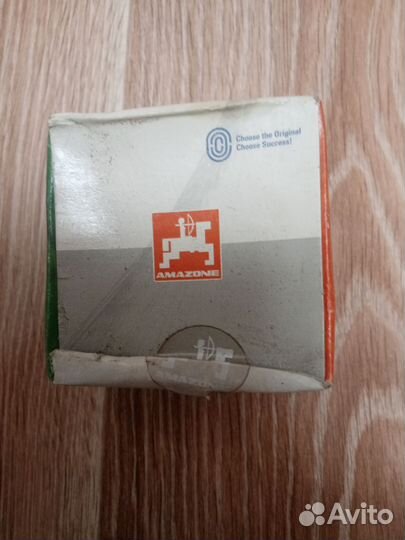 Choose the Original
Choose Success!
AMAZONE
AMAZONE
Avito